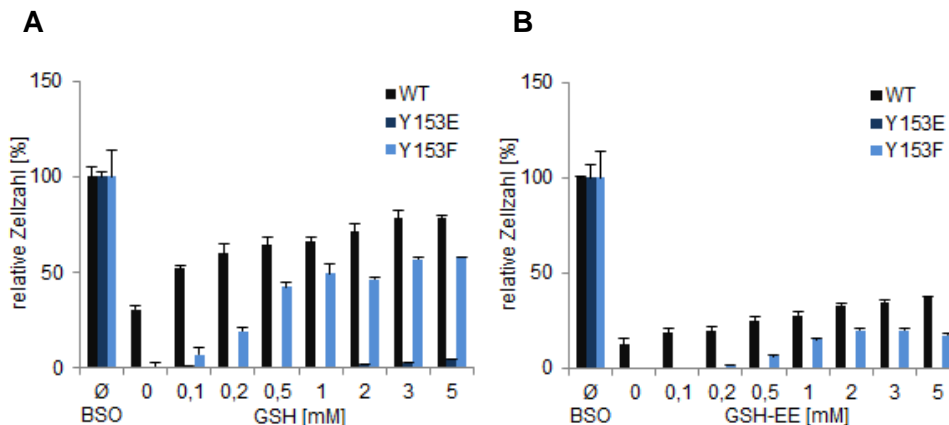 A
150
100
50
0
relative Zellzahl [%]
WT
Y153E
Y153F
Ø 0 0,1 0,2 0,5 1 2 3 5
BSO GSH [mM]
B
150
100
50
0
relative Zellzahl [%]
WT
Y153E
Y153F
Ø 0 0,1 0,2 0,5 1 2 3 5
BSO GSH-EE [mM]